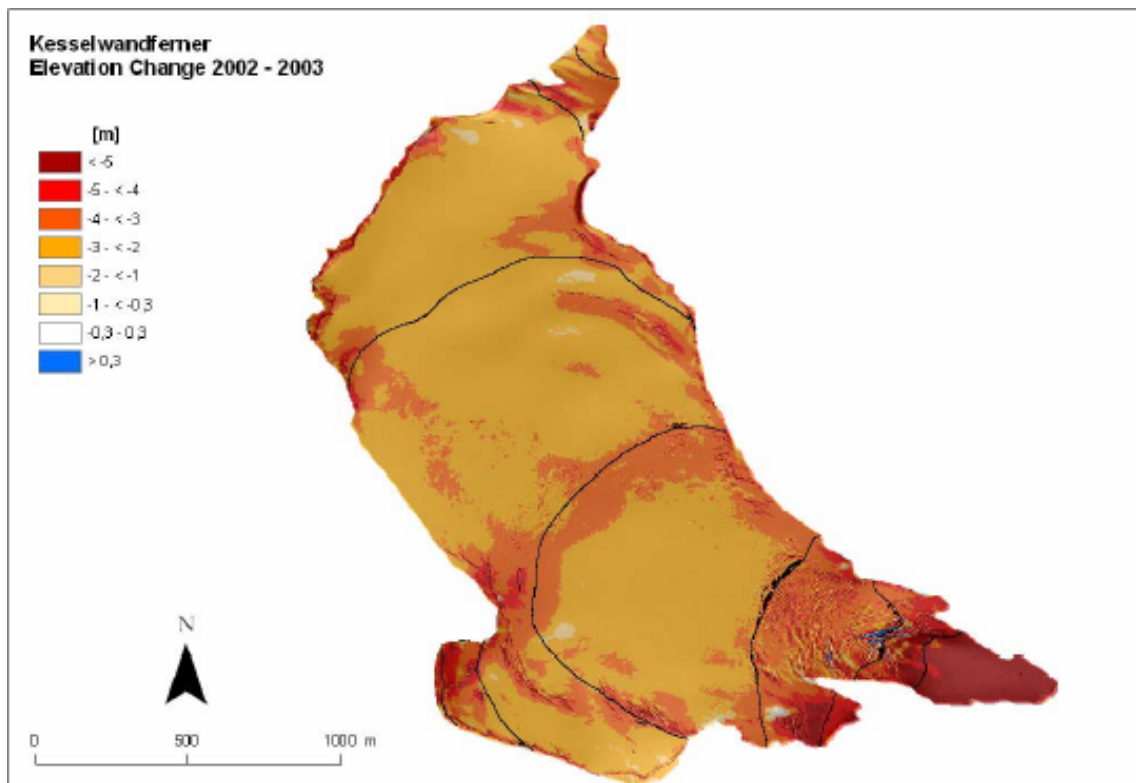 Kesselwandferner
Elevation Change 2002 - 2003
[m]
< -5
-5 - < -4
-4 - < -3
-3 - < -2
-2 - < -1
-1 - < -0,3
-0,3 - 0,3
> 0,3
N
0 500 1000 m